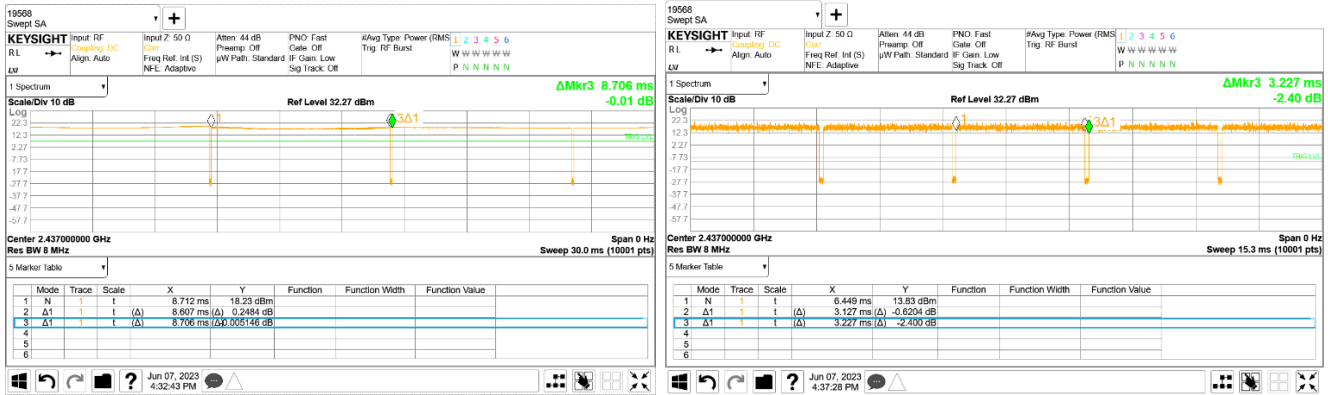 19568
Swept SA
KEYSIGHT
RL
Input: RF
Coupling: DC
Align: Auto
Input Z: 50 Ω
Corr
Freq Ref: Int (S)
NFE: Adaptive
Atten: 44 dB
Preamp: Off
µW Path: Standard
PNO: Fast
Gate: Off
IF Gain: Low
Sig Track: Off
#Avg Type: Power (RMS
Trig: RF Burst
1 2 3 4 5 6
W W W W W W
P N N N N N
LXI
1 Spectrum
ΔMkr3 8.706 ms
-0.01 dB
Scale/Div 10 dB
Ref Level 32.27 dBm
Log
1
3Δ1
22.3
12.3
TRIG LVL
2.27
-7.73
-17.7
-27.7
-37.7
-47.7
-57.7
Center 2.437000000 GHz
Span 0 Hz
Res BW 8 MHz
Sweep 30.0 ms (10001 pts)
5 Marker Table
Mode Trace Scale X Y Function Function Width Function Value
1 N 1 t 8.712 ms 18.23 dBm
2 Δ1 1 t (Δ) 8.607 ms (Δ) 0.2484 dB
3 Δ1 1 t (Δ) 8.706 ms (Δ) -0.005146 dB
4
5
6
?
Jun 07, 2023
4:32:43 PM
19568
Swept SA
KEYSIGHT
RL
Input: RF
Coupling: DC
Align: Auto
Input Z: 50 Ω
Corr
Freq Ref: Int (S)
NFE: Adaptive
Atten: 44 dB
Preamp: Off
µW Path: Standard
PNO: Fast
Gate: Off
IF Gain: Low
Sig Track: Off
#Avg Type: Power (RMS
Trig: RF Burst
1 2 3 4 5 6
W W W W W W
P N N N N N
LXI
1 Spectrum
ΔMkr3 3.227 ms
-2.40 dB
Scale/Div 10 dB
Ref Level 32.27 dBm
Log
1
3Δ1
22.3
12.3
2.27
-7.73
TRIG LVL
-17.7
-27.7
-37.7
-47.7
-57.7
Center 2.437000000 GHz
Span 0 Hz
Res BW 8 MHz
Sweep 15.3 ms (10001 pts)
5 Marker Table
Mode Trace Scale X Y Function Function Width Function Value
1 N 1 t 6.449 ms 13.83 dBm
2 Δ1 1 t (Δ) 3.127 ms (Δ) -0.6204 dB
3 Δ1 1 t (Δ) 3.227 ms (Δ) -2.400 dB
4
5
6
?
Jun 07, 2023
4:37:28 PM